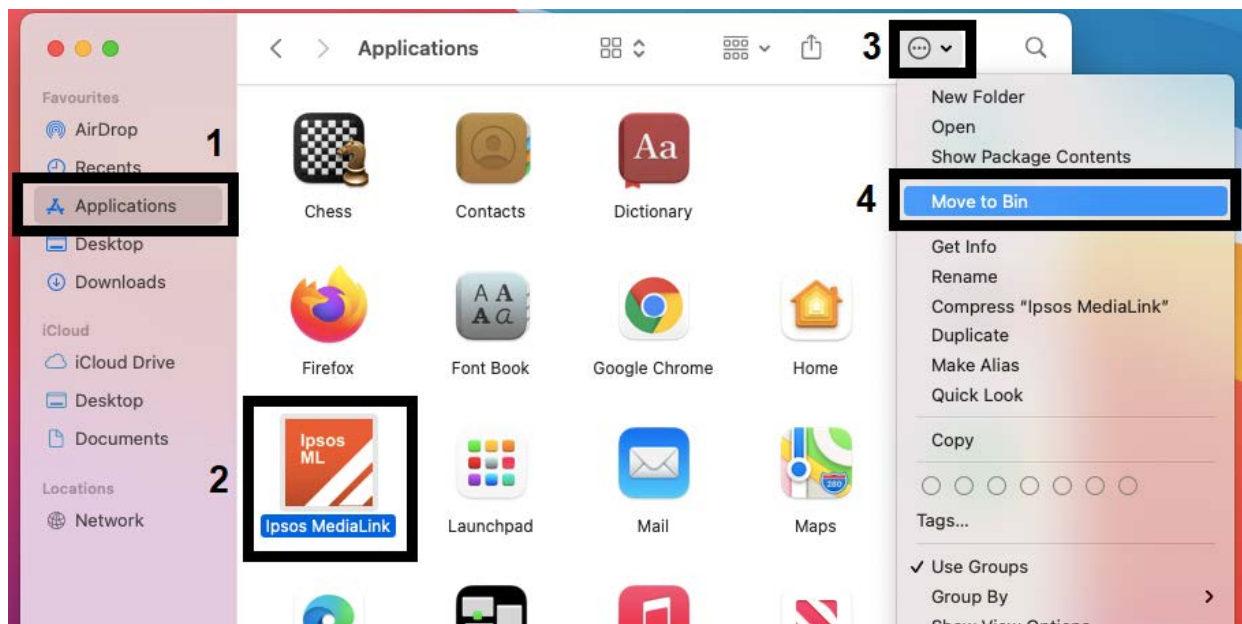 Applications
3
Favourites
AirDrop
1
Recents
Applications
Desktop
Downloads
iCloud
iCloud Drive
Desktop
Documents
2
Locations
Network
Chess
Contacts
Aa
Dictionary
Firefox
A A
A a
Font Book
Google Chrome
Home
Ipsos
ML
Ipsos MediaLink
Launchpad
Mail
280
Maps
New Folder
Open
Show Package Contents
4
Move to Bin
Get Info
Rename
Compress "Ipsos MediaLink"
Duplicate
Make Alias
Quick Look
Copy
Tags...
Use Groups
Group By
Show View Options